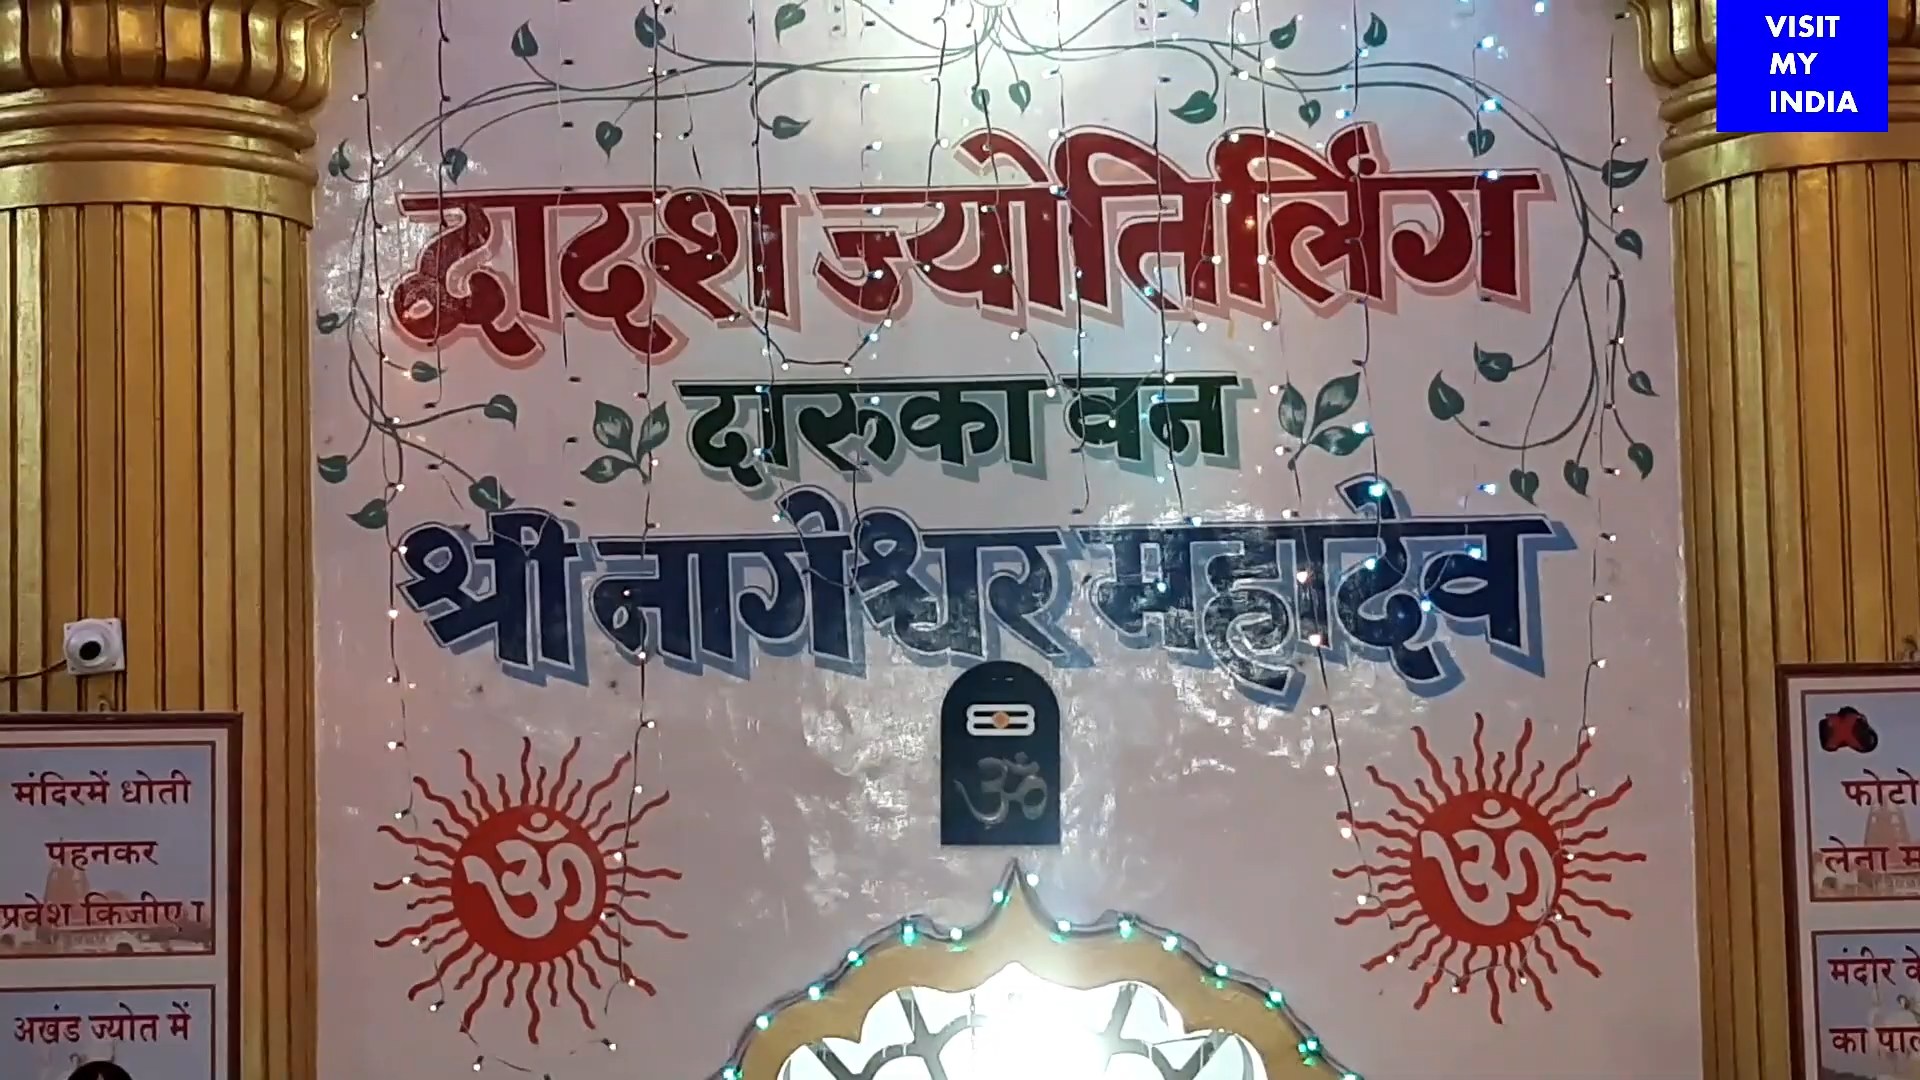 VISIT
MY
INDIA
द्वादश ज्योतिर्लिंग
दारुका वन
श्री नागेश्वर महादेव
ॐ
ॐ
ॐ
मंदिरमें धोती
पहनकर
प्रवेश किजीए ।
अखंड ज्योत में
फोटो
लेना
मंदीर
का